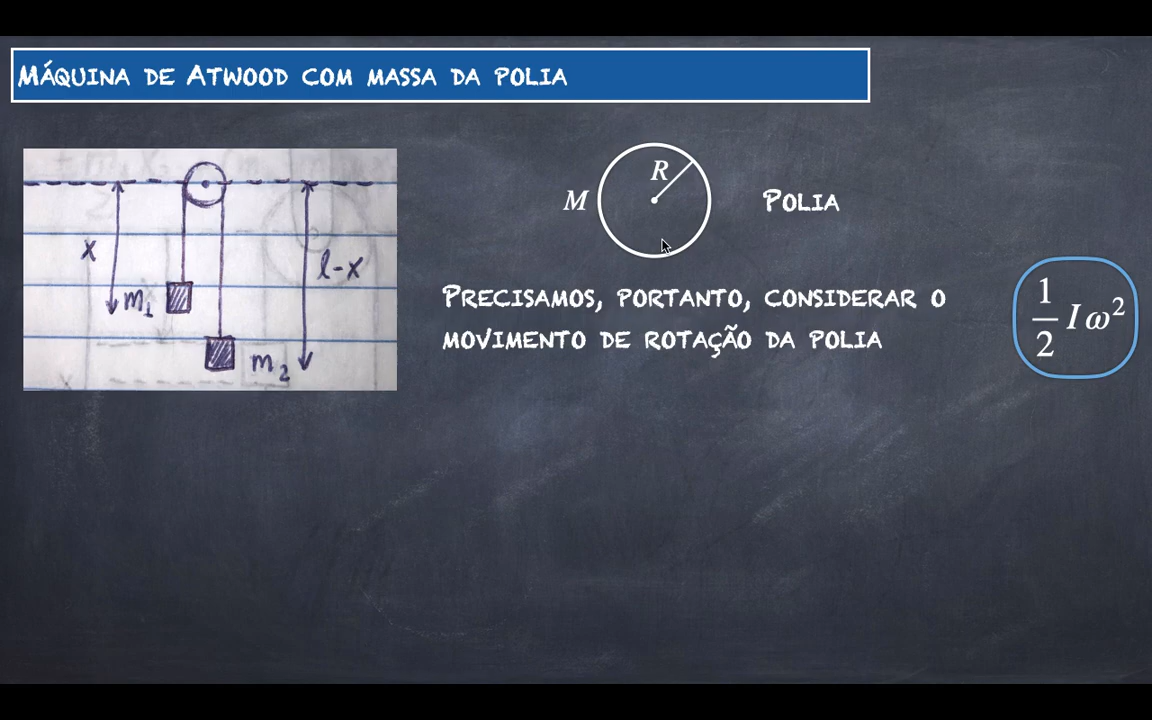 Máquina de Atwood com massa da polia
x
m₁
l-x
m₂
M
R
Polia
Precisamos, portanto, considerar o
movimento de rotação da polia
1/2 I ω²